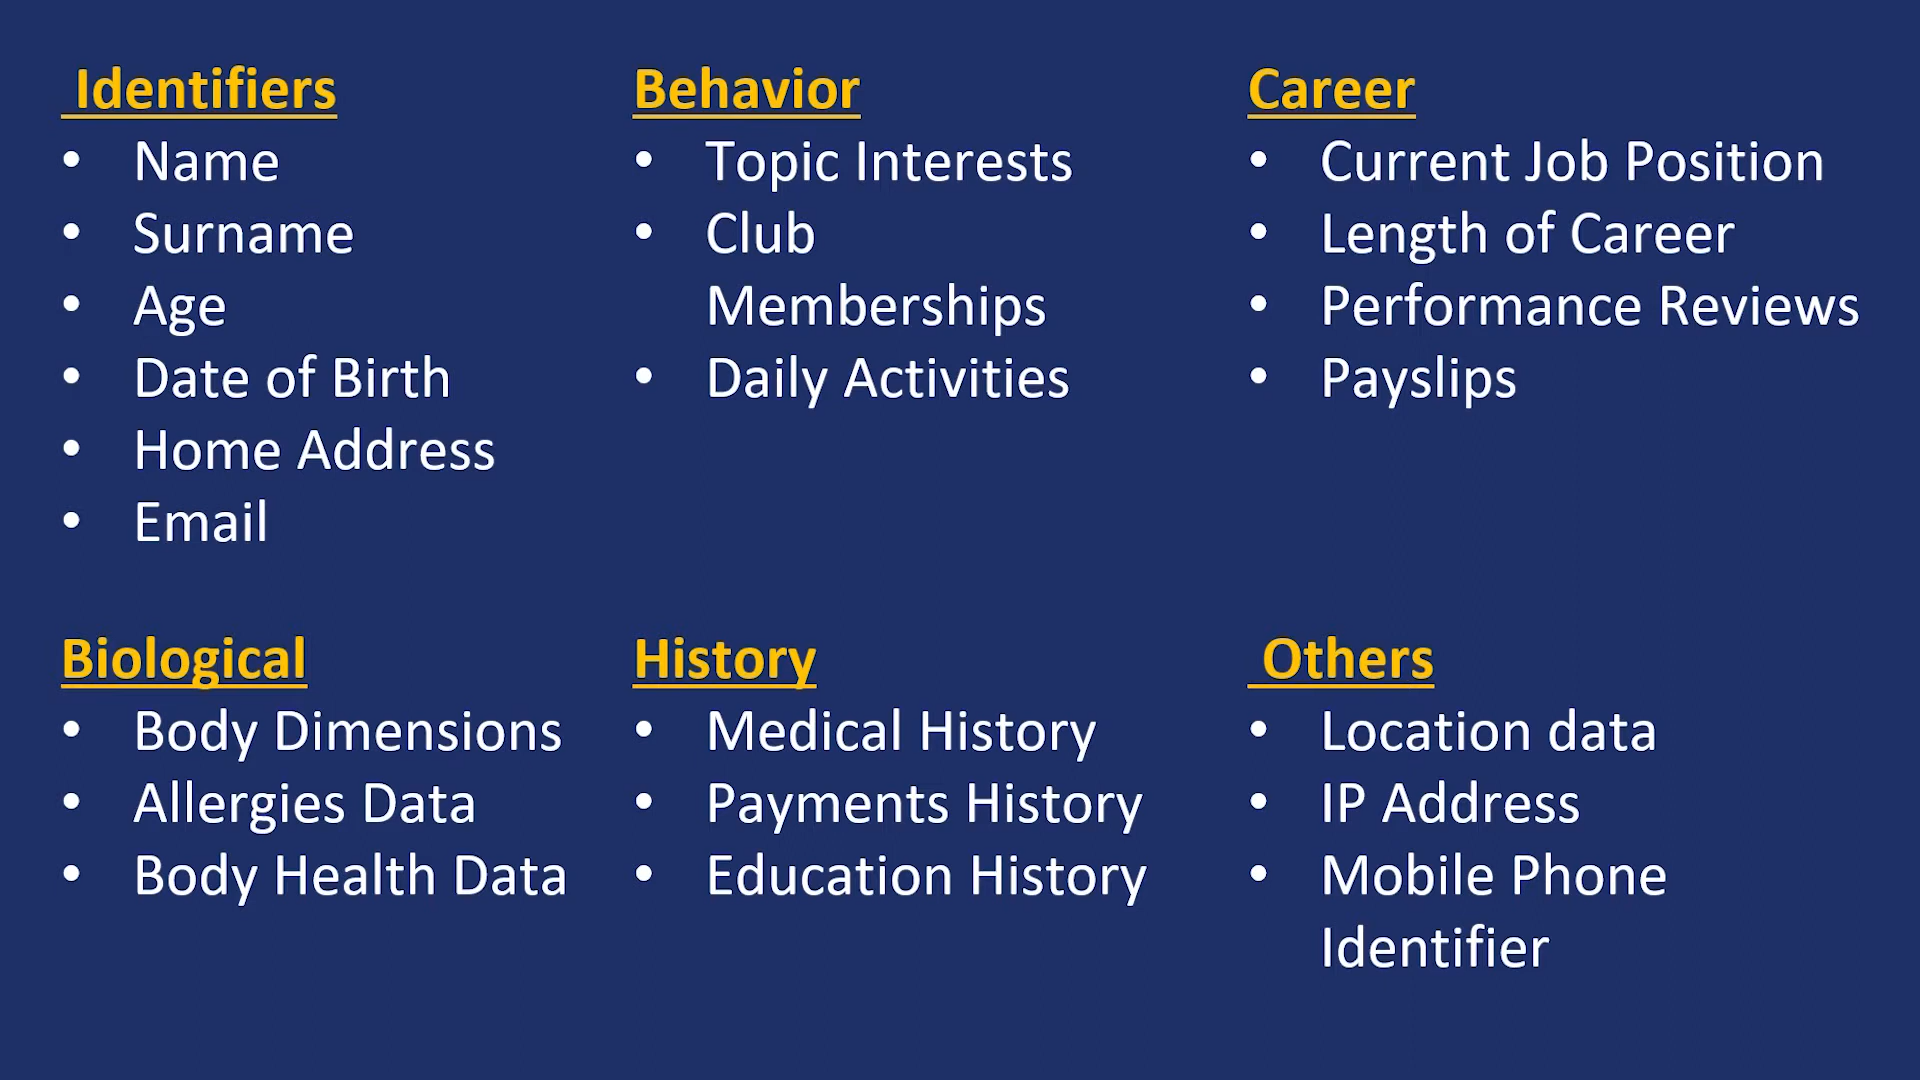 Identifiers
• Name
• Surname
• Age
• Date of Birth
• Home Address
• Email
Behavior
• Topic Interests
• Club
Memberships
• Daily Activities
Career
• Current Job Position
• Length of Career
• Performance Reviews
• Payslips
Biological
• Body Dimensions
• Allergies Data
• Body Health Data
History
• Medical History
• Payments History
• Education History
Others
• Location data
• IP Address
• Mobile Phone
Identifier